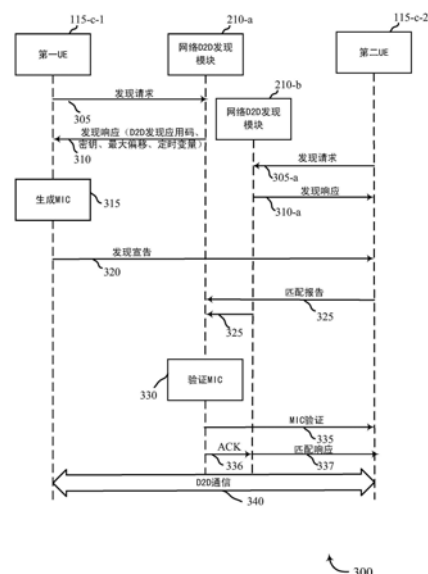 115-c-1
210-a
115-c-2
第一UE
网络D2D发现
模块
第二UE
210-b
网络D2D发现
模块
发现请求
305
发现响应（D2D发现应用码、
密钥、最大偏移、定时变量）
310
发现请求
305-a
发现响应
310-a
生成MIC
315
发现宣告
320
匹配报告
325
325
330
验证MIC
MIC验证
335
ACK
匹配响应
336
337
D2D通信
340
300